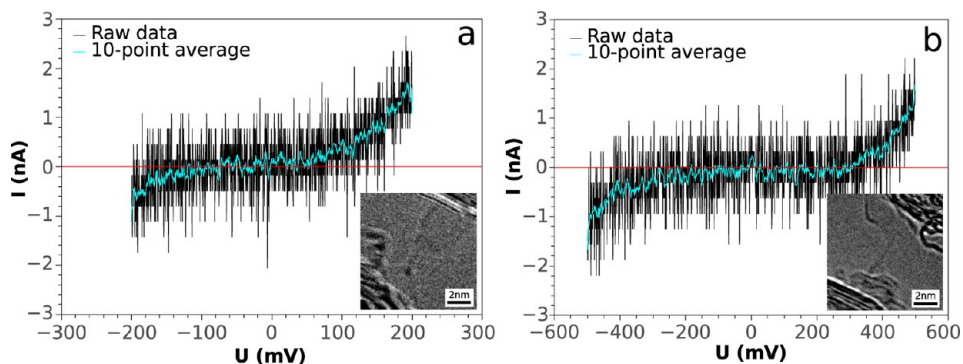 a
Raw data
10-point average
I (nA)
3
2
1
0
−1
−2
−3
−300 −200 −100 0 100 200 300
U (mV)
2nm
b
Raw data
10-point average
I (nA)
3
2
1
0
−1
−2
−3
−600 −400 −200 0 200 400 600
U (mV)
2nm